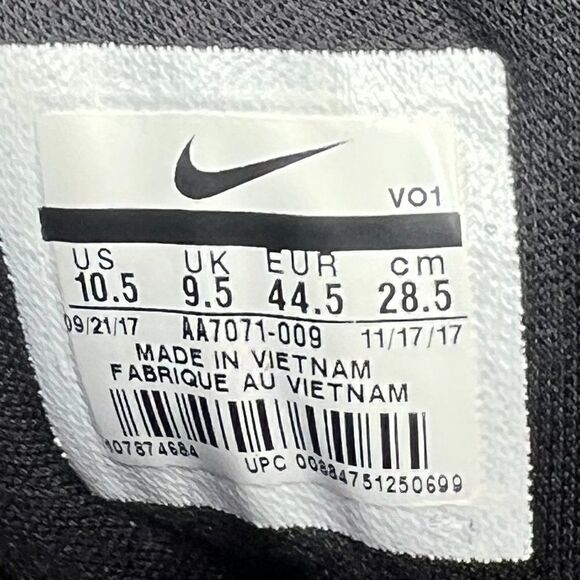 VO1
US UK EUR cm
10.5 9.5 44.5 28.5
09/21/17 AA7071-009 11/17/17
MADE IN VIETNAM
FABRIQUE AU VIETNAM
10787468A UPC 00884751250699